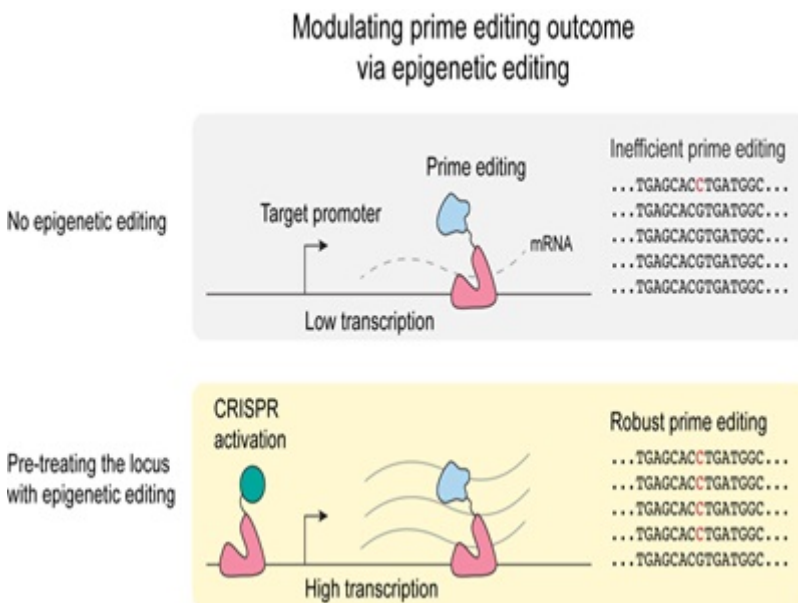 Modulating prime editing outcome
via epigenetic editing
No epigenetic editing
Target promoter
Prime editing
mRNA
Low transcription
Inefficient prime editing
...TGAGCACCTGATGGC...
...TGAGCACGTGATGGC...
...TGAGCACGTGATGGC...
...TGAGCACGTGATGGC...
...TGAGCACGTGATGGC...
Pre-treating the locus
with epigenetic editing
CRISPR
activation
High transcription
Robust prime editing
...TGAGCACCTGATGGC...
...TGAGCACCTGATGGC...
...TGAGCACCTGATGGC...
...TGAGCACCTGATGGC...
...TGAGCACGTGATGGC...